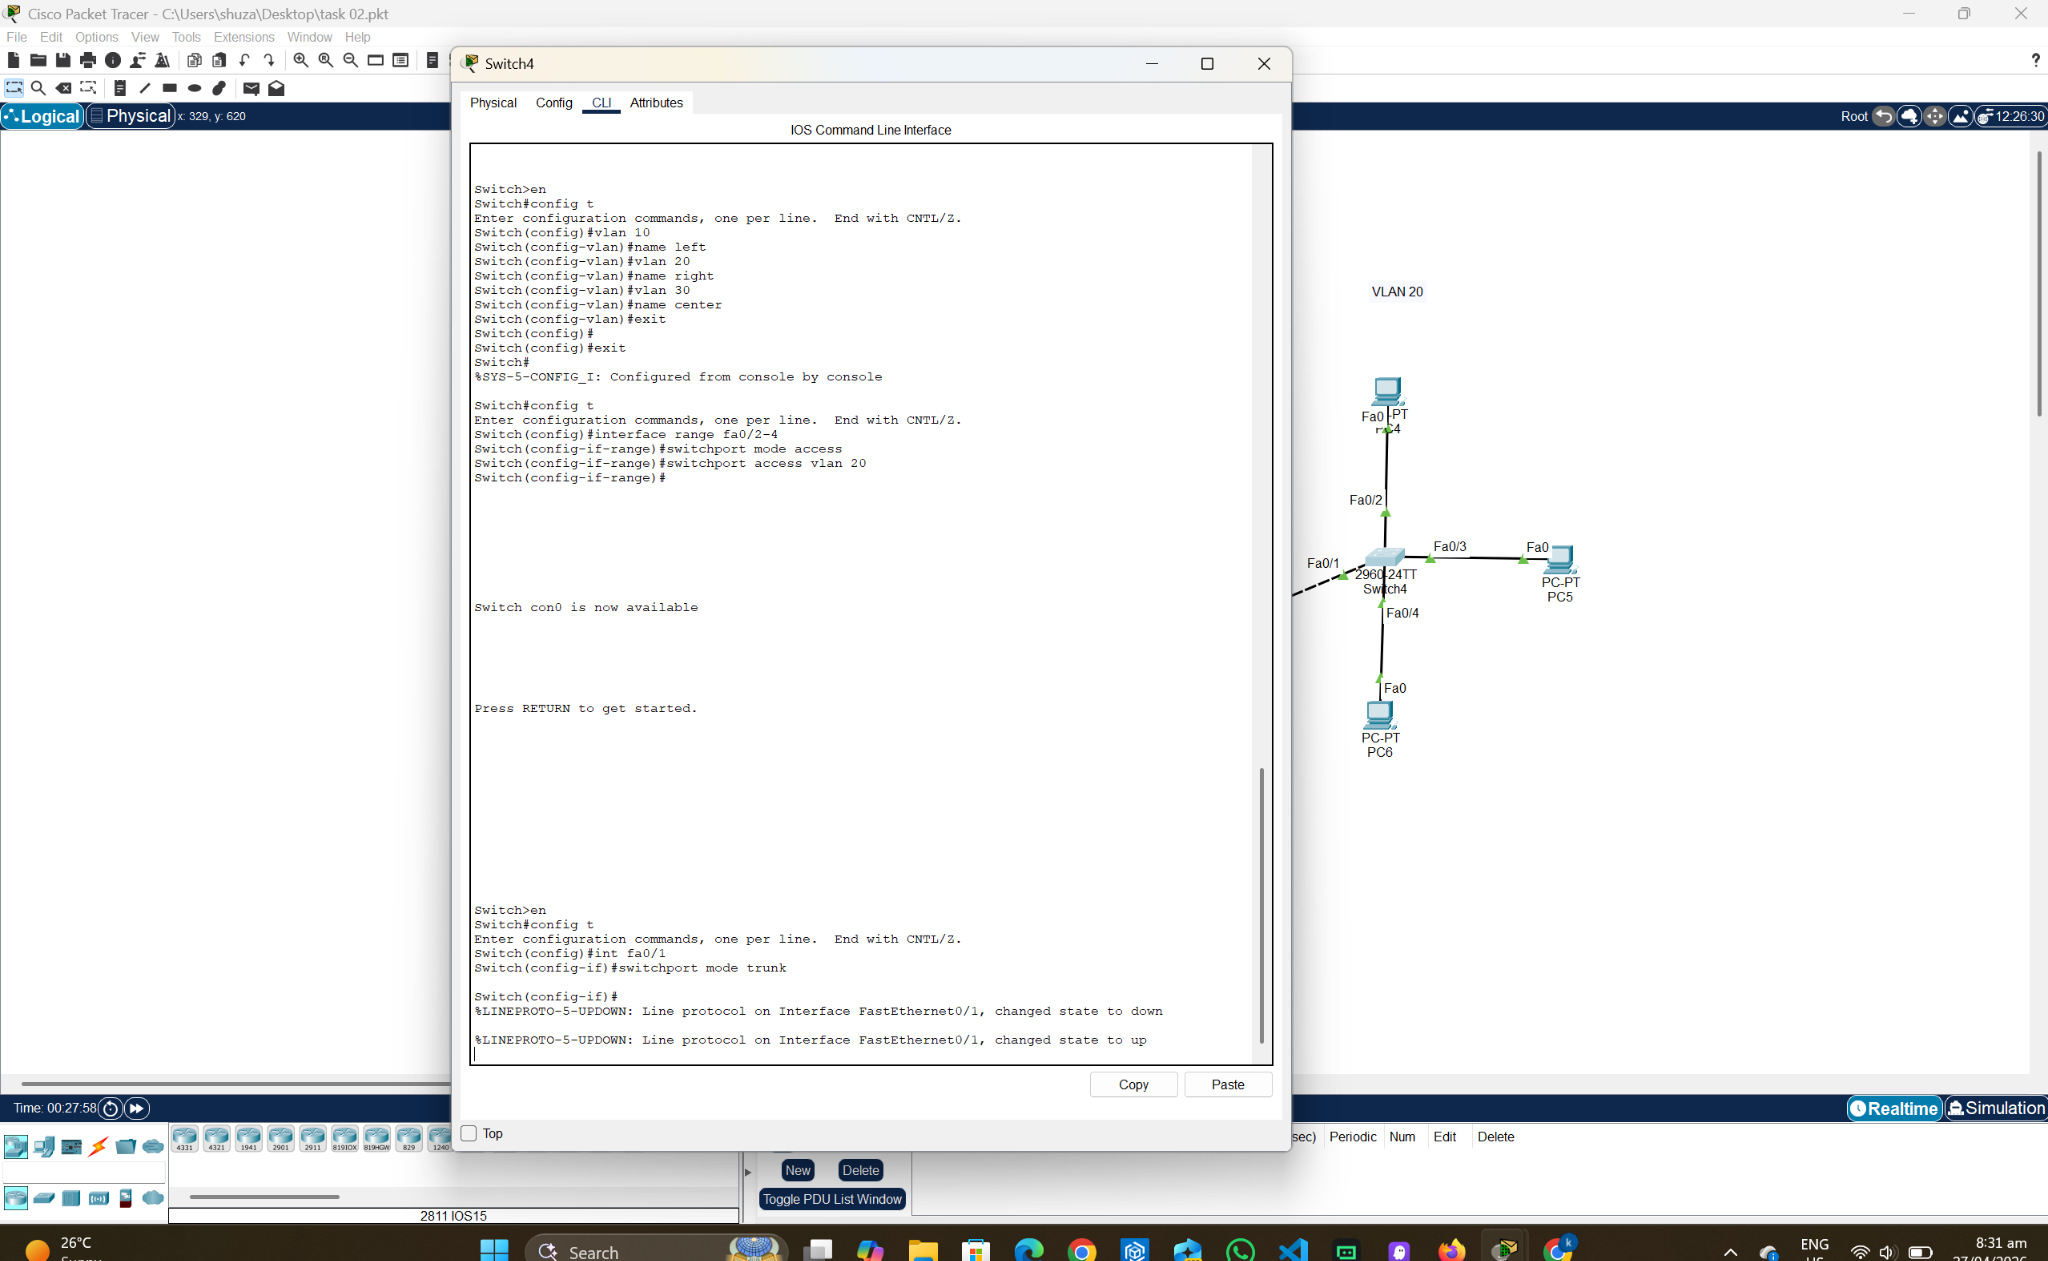 Cisco Packet Tracer - C:\Users\shuza\Desktop\task 02.pkt
File Edit Options View Tools Extensions Window Help
Logical Physical x: 329, y: 620
Root 12:26:30
Switch4
Physical Config CLI Attributes
IOS Command Line Interface
Switch>en
Switch#config t
Enter configuration commands, one per line.  End with CNTL/Z.
Switch(config)#vlan 10
Switch(config-vlan)#name left
Switch(config-vlan)#vlan 20
Switch(config-vlan)#name right
Switch(config-vlan)#vlan 30
Switch(config-vlan)#name center
Switch(config-vlan)#exit
Switch(config)#
Switch(config)#exit
Switch#
%SYS-5-CONFIG_I: Configured from console by console
Switch#config t
Enter configuration commands, one per line.  End with CNTL/Z.
Switch(config)#interface range fa0/2-4
Switch(config-if-range)#switchport mode access
Switch(config-if-range)#switchport access vlan 20
Switch(config-if-range)#
Switch con0 is now available
Press RETURN to get started.
Switch>en
Switch#config t
Enter configuration commands, one per line.  End with CNTL/Z.
Switch(config)#int fa0/1
Switch(config-if)#switchport mode trunk
Switch(config-if)#
%LINEPROTO-5-UPDOWN: Line protocol on Interface FastEthernet0/1, changed state to down
%LINEPROTO-5-UPDOWN: Line protocol on Interface FastEthernet0/1, changed state to up
Copy Paste
Top
VLAN 20
Fa0 -PT
Fa0/2
Fa0/1
Fa0/3
Fa0
2960-24TT
Switch4
PC-PT
PC5
Fa0/4
Fa0
PC-PT
PC6
Time: 00:27:58
Realtime Simulation
4331 4321 1941 2901 2911 819IOX 819HGW 829 1240
2811 IOS15
sec) Periodic Num Edit Delete
New Delete
Toggle PDU List Window
26°C
Search
ENG
8:31 am